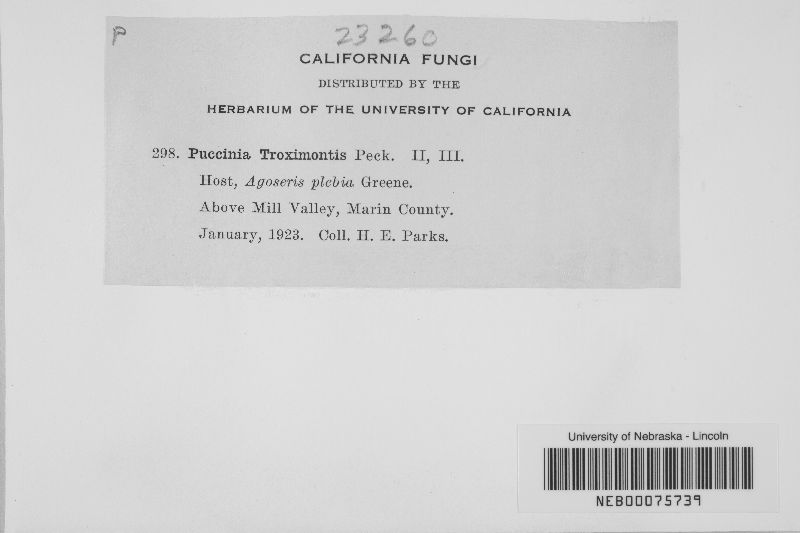 P 23260
CALIFORNIA FUNGI
DISTRIBUTED BY THE
HERBARIUM OF THE UNIVERSITY OF CALIFORNIA
298. Puccinia Troximontis Peck. II, III.
Host, Agoseris plebia Greene.
Above Mill Valley, Marin County.
January, 1923. Coll. H. E. Parks.
University of Nebraska - Lincoln
NEB00075739